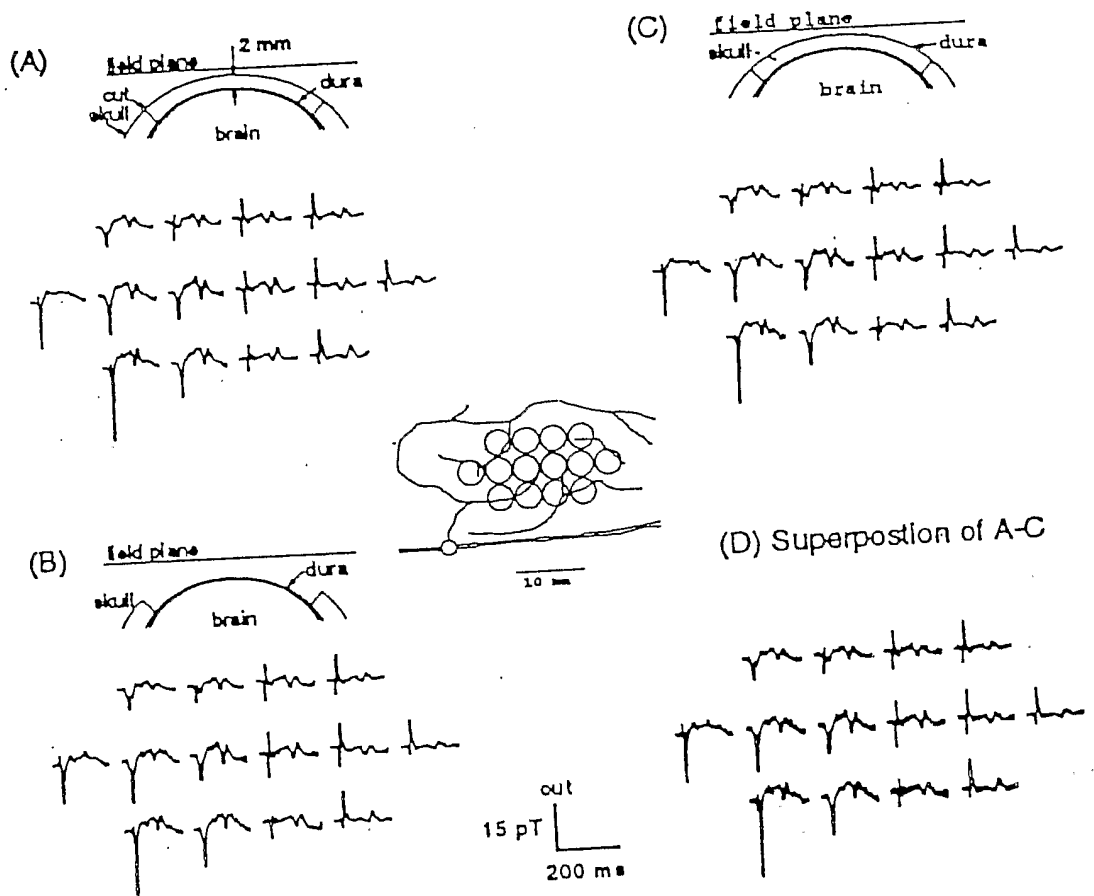 (A)
2 mm
field plane
dura
cut
skull
brain
(C)
field plane
skull
dura
brain
(B)
field plane
dura
skull
brain
10 mm
(D) Superpostion of A-C
out
15 pT
200 ms